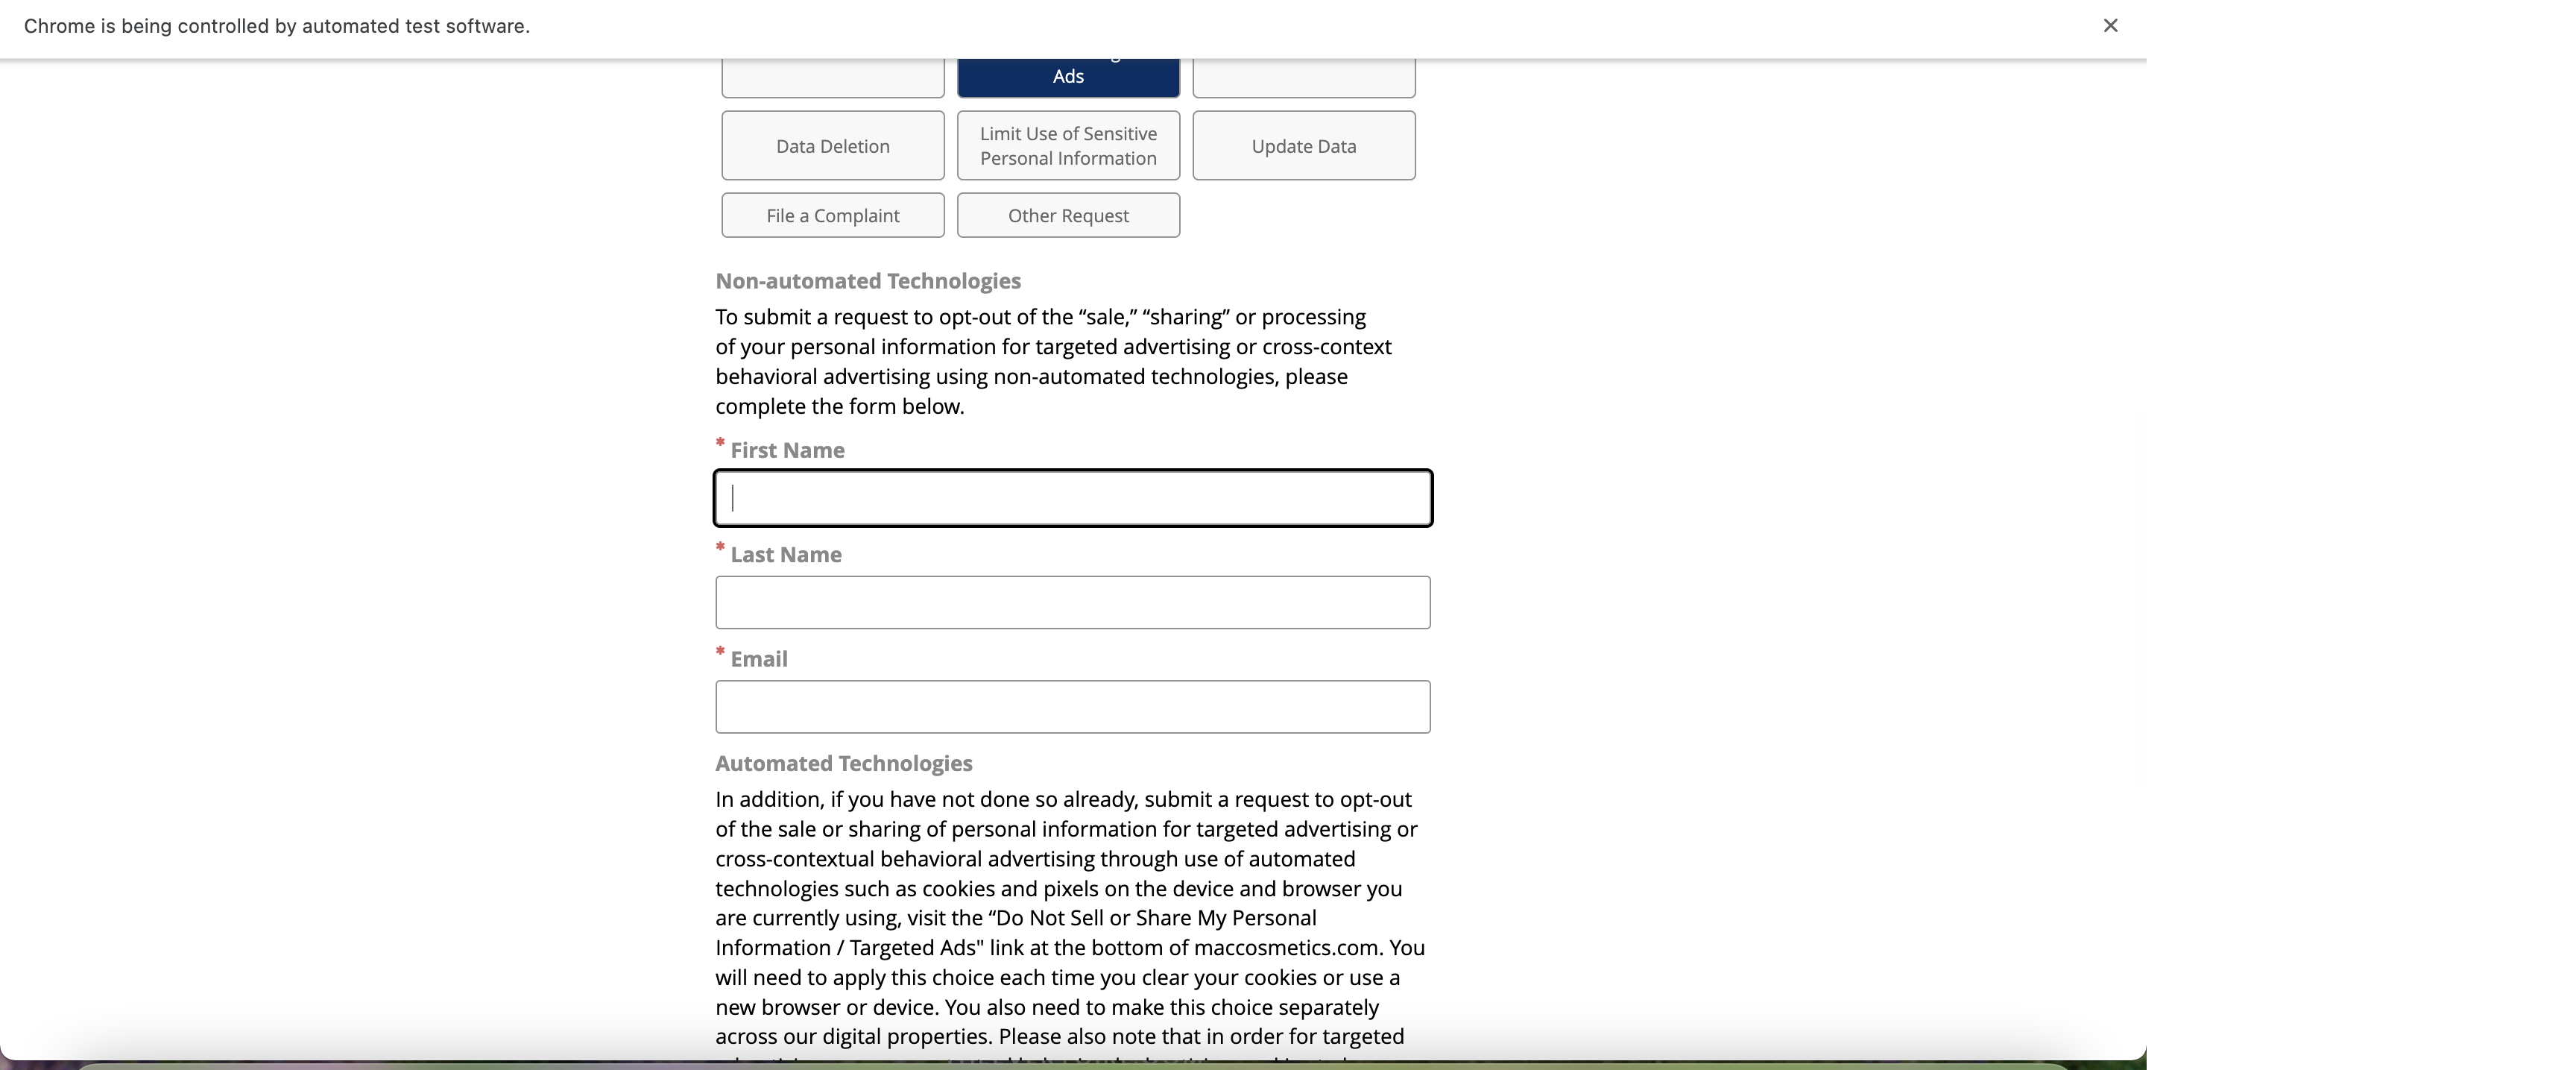 Chrome is being controlled by automated test software.
Ads
Data Deletion
Limit Use of Sensitive
Personal Information
Update Data
File a Complaint
Other Request
Non-automated Technologies
To submit a request to opt-out of the “sale,” “sharing” or processing
of your personal information for targeted advertising or cross-context
behavioral advertising using non-automated technologies, please
complete the form below.
* First Name
* Last Name
* Email
Automated Technologies
In addition, if you have not done so already, submit a request to opt-out
of the sale or sharing of personal information for targeted advertising or
cross-contextual behavioral advertising through use of automated
technologies such as cookies and pixels on the device and browser you
are currently using, visit the “Do Not Sell or Share My Personal
Information / Targeted Ads" link at the bottom of maccosmetics.com. You
will need to apply this choice each time you clear your cookies or use a
new browser or device. You also need to make this choice separately
across our digital properties. Please also note that in order for targeted